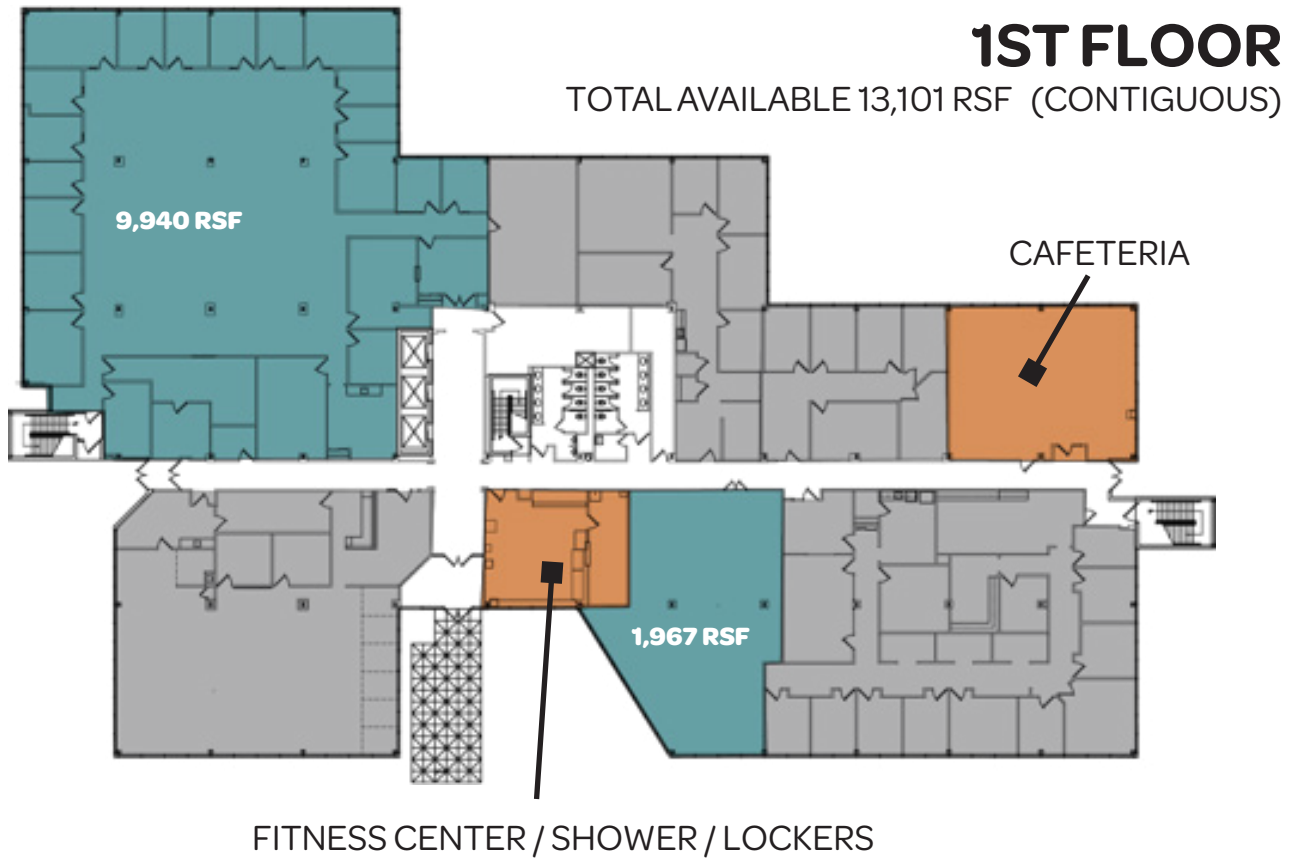 1ST FLOOR
TOTAL AVAILABLE 13,101 RSF (CONTIGUOUS)
9,940 RSF
CAFETERIA
1,967 RSF
FITNESS CENTER / SHOWER / LOCKERS